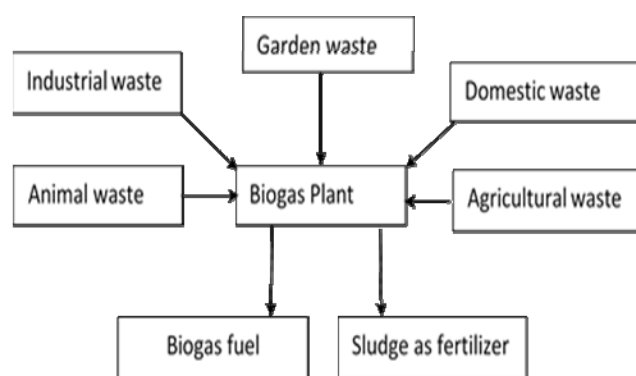 Garden waste
Industrial waste
Domestic waste
Animal waste
Biogas Plant
Agricultural waste
Biogas fuel
Sludge as fertilizer